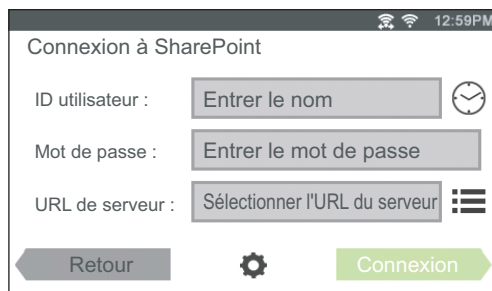 12:59PM
Connexion à SharePoint
ID utilisateur : Entrer le nom
Mot de passe : Entrer le mot de passe
URL de serveur : Sélectionner l'URL du serveur
Retour Connexion